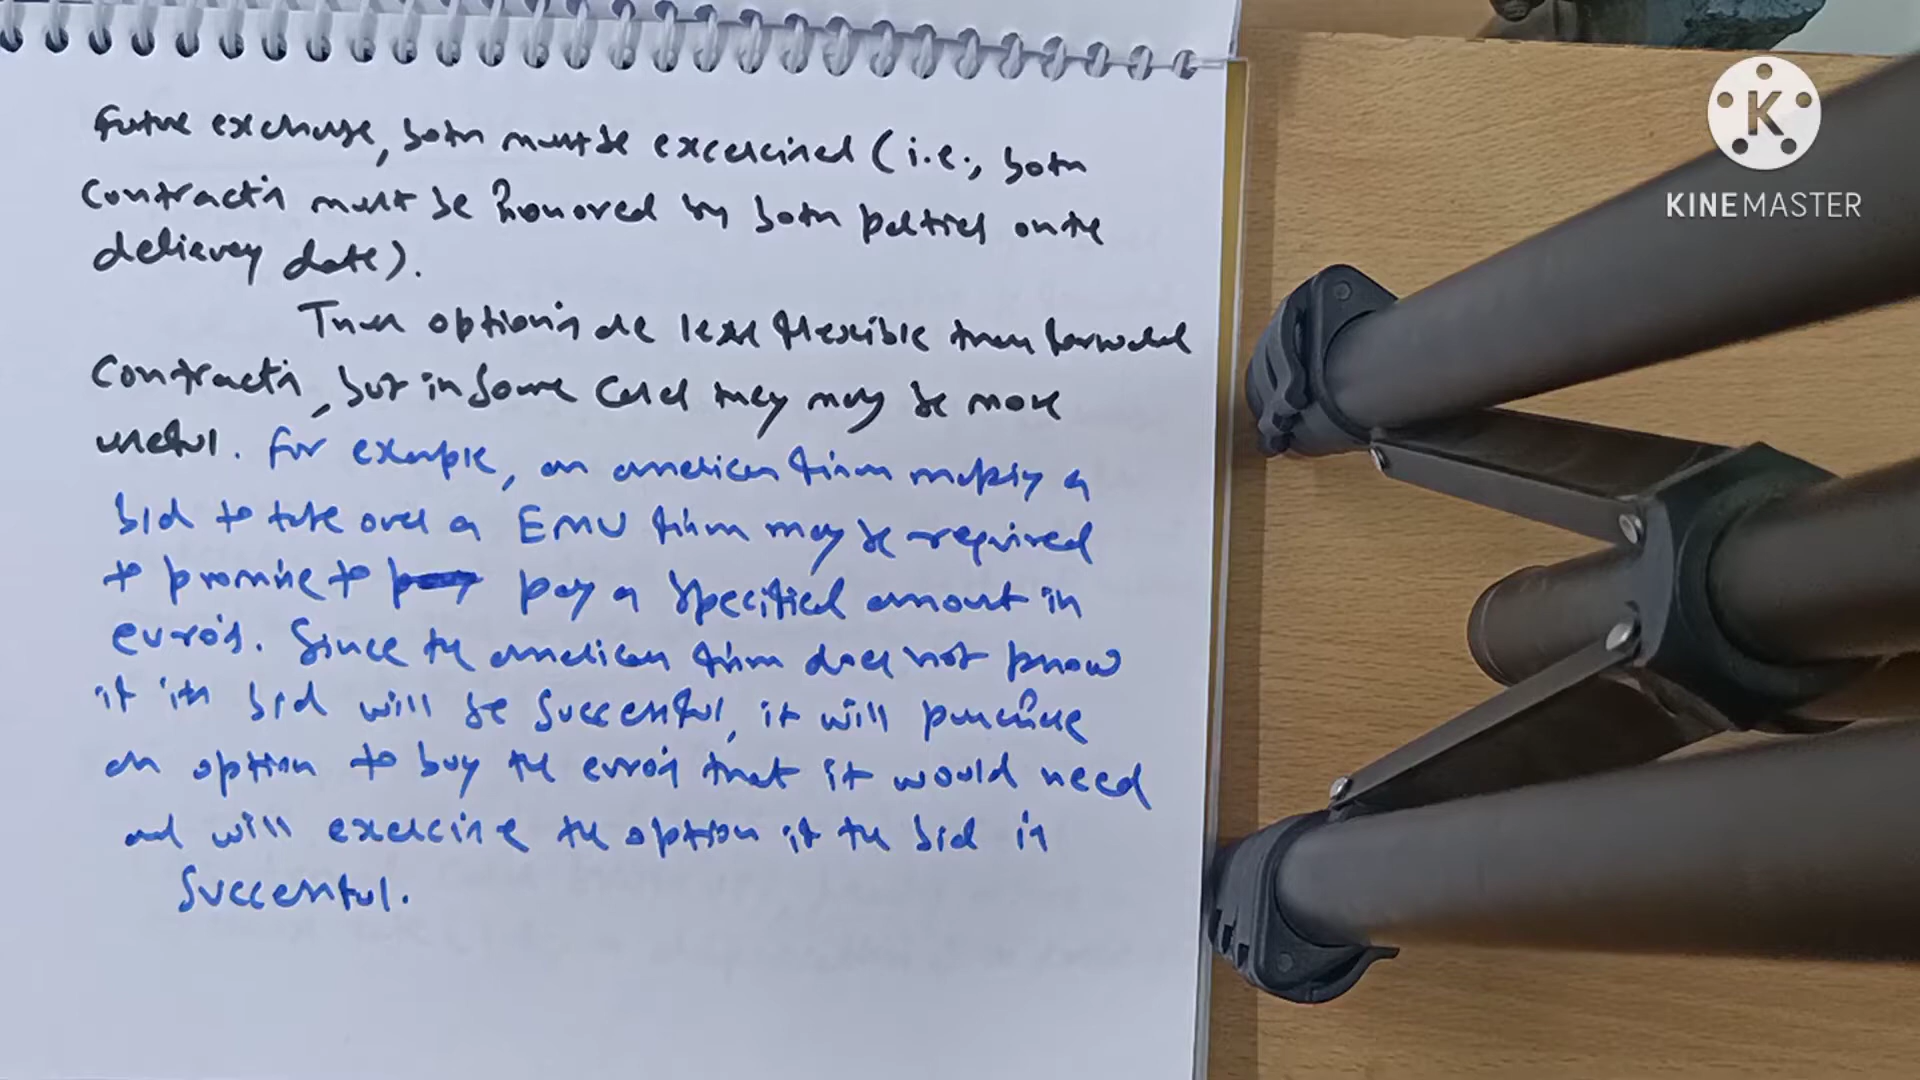 Future exchange, both must be excercised (i.e., both
contracts must be honored by both parties on the
delievery date).
Thus options are less flexible than forward
contracts, but in some cases they may be more
useful. For example, an american firm making a
bid to take over a EMU firm may be required
to promise to pay a specified amount in
euros. Since the american firm does not know
if its bid will be successful, it will purchase
an option to buy the euros that it would need
and will exercise the option if the bid is
successful.
KINEMASTER